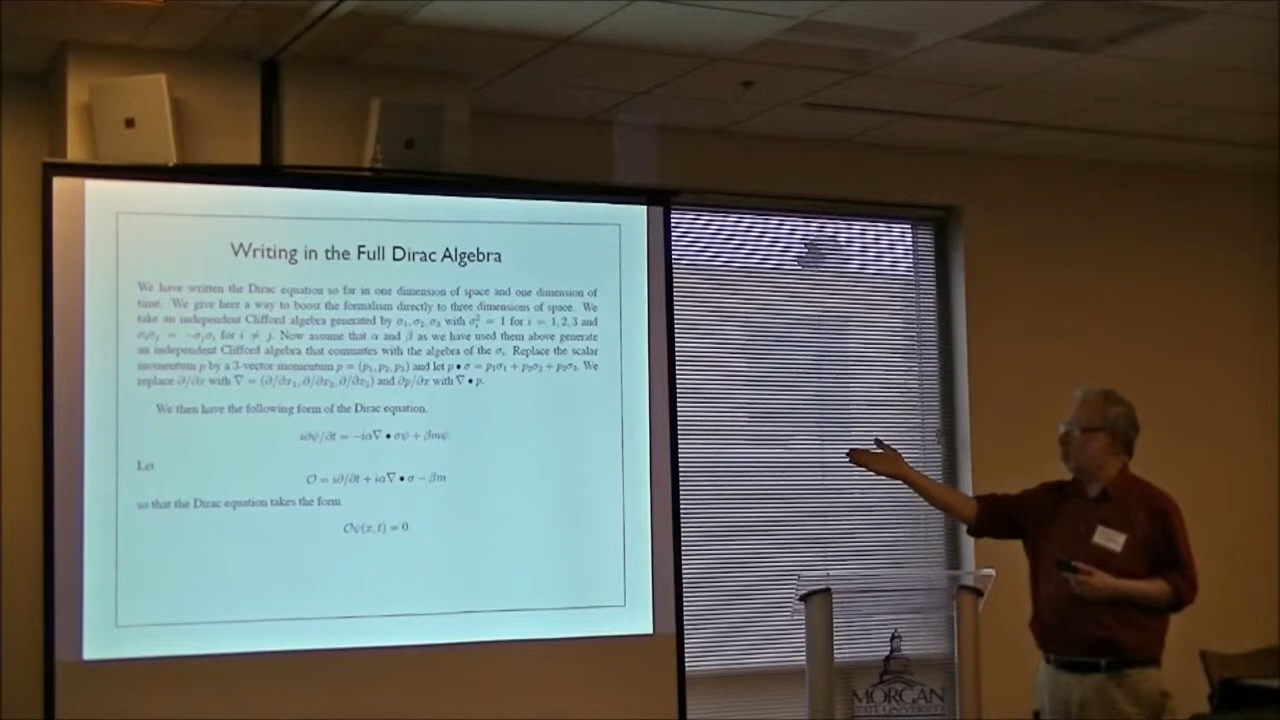 Writing in the Full Dirac Algebra
We have written the Dirac equation so far in one dimension of space and one dimension of
time. We give here a way to boost the formalism directly to three dimensions of space. We
take an independent Clifford algebra generated by σ₁, σ₂, σ₃ with σᵢ² = 1 for i = 1, 2, 3 and
σᵢσⱼ = −σⱼσᵢ for i ≠ j. Now assume that α and β as we have used them above generate
an independent Clifford algebra that commutes with the algebra of the σᵢ. Replace the scalar
momentum p by a 3-vector momentum p = (p₁, p₂, p₃) and let p • σ = p₁σ₁ + p₂σ₂ + p₃σ₃. We
replace ∂/∂x with ∇ = (∂/∂x₁, ∂/∂x₂, ∂/∂x₃) and ∂p/∂x with ∇ • p.
We then have the following form of the Dirac equation.
i∂ψ/∂t = −iα∇ • σψ + βmψ
Let
𝒪 = i∂/∂t + iα∇ • σ − βm
so that the Dirac equation takes the form
𝒪ψ(x, t) = 0
MORGAN
STATE UNIVERSITY